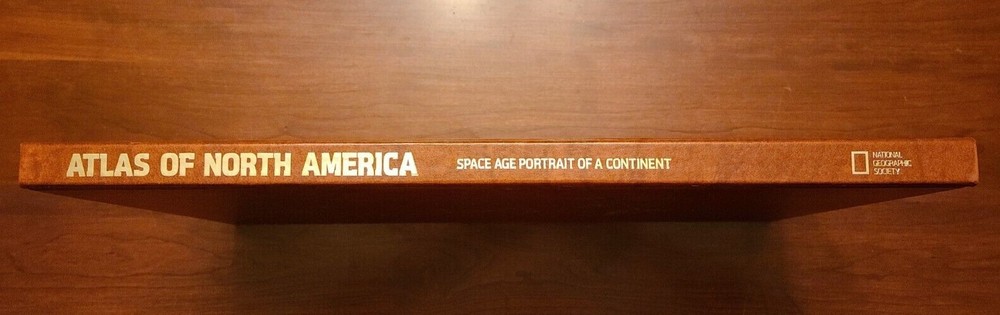 ATLAS OF NORTH AMERICA SPACE AGE PORTRAIT OF A CONTINENT
NATIONAL
GEOGRAPHIC
SOCIETY